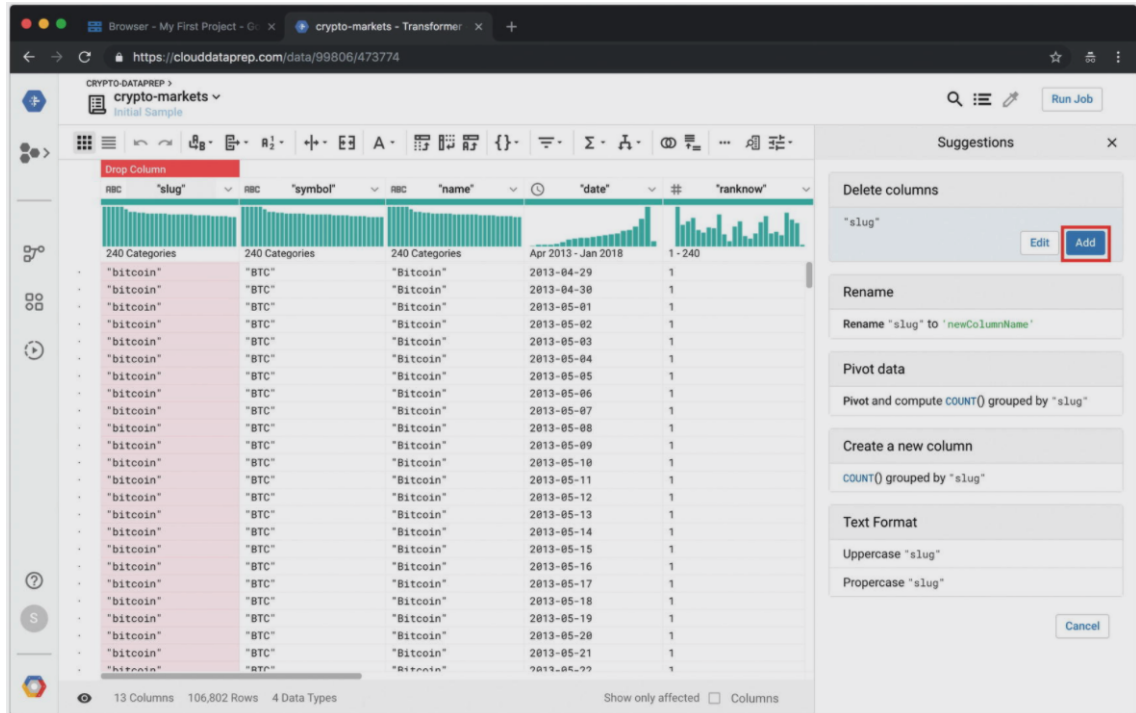 Browser - My First Project - Go
crypto-markets - Transformer
https://clouddataprep.com/data/99806/473774
CRYPTO-DATAPREP >
crypto-markets
Initial Sample
Run Job
Suggestions
Drop Column
ABC "slug" ABC "symbol" ABC "name" "date" # "ranknow"
240 Categories 240 Categories 240 Categories Apr 2013 - Jan 2018 1 - 240
"bitcoin" "BTC" "Bitcoin" 2013-04-29 1
"bitcoin" "BTC" "Bitcoin" 2013-04-30 1
"bitcoin" "BTC" "Bitcoin" 2013-05-01 1
"bitcoin" "BTC" "Bitcoin" 2013-05-02 1
"bitcoin" "BTC" "Bitcoin" 2013-05-03 1
"bitcoin" "BTC" "Bitcoin" 2013-05-04 1
"bitcoin" "BTC" "Bitcoin" 2013-05-05 1
"bitcoin" "BTC" "Bitcoin" 2013-05-06 1
"bitcoin" "BTC" "Bitcoin" 2013-05-07 1
"bitcoin" "BTC" "Bitcoin" 2013-05-08 1
"bitcoin" "BTC" "Bitcoin" 2013-05-09 1
"bitcoin" "BTC" "Bitcoin" 2013-05-10 1
"bitcoin" "BTC" "Bitcoin" 2013-05-11 1
"bitcoin" "BTC" "Bitcoin" 2013-05-12 1
"bitcoin" "BTC" "Bitcoin" 2013-05-13 1
"bitcoin" "BTC" "Bitcoin" 2013-05-14 1
"bitcoin" "BTC" "Bitcoin" 2013-05-15 1
"bitcoin" "BTC" "Bitcoin" 2013-05-16 1
"bitcoin" "BTC" "Bitcoin" 2013-05-17 1
"bitcoin" "BTC" "Bitcoin" 2013-05-18 1
"bitcoin" "BTC" "Bitcoin" 2013-05-19 1
"bitcoin" "BTC" "Bitcoin" 2013-05-20 1
"bitcoin" "BTC" "Bitcoin" 2013-05-21 1
"bitcoin" "BTC" "Bitcoin" 2013-05-22 1
Delete columns
"slug"
Edit Add
Rename
Rename "slug" to 'newColumnName'
Pivot data
Pivot and compute COUNT() grouped by "slug"
Create a new column
COUNT() grouped by "slug"
Text Format
Uppercase "slug"
Propercase "slug"
Cancel
S
13 Columns 106,802 Rows 4 Data Types Show only affected Columns